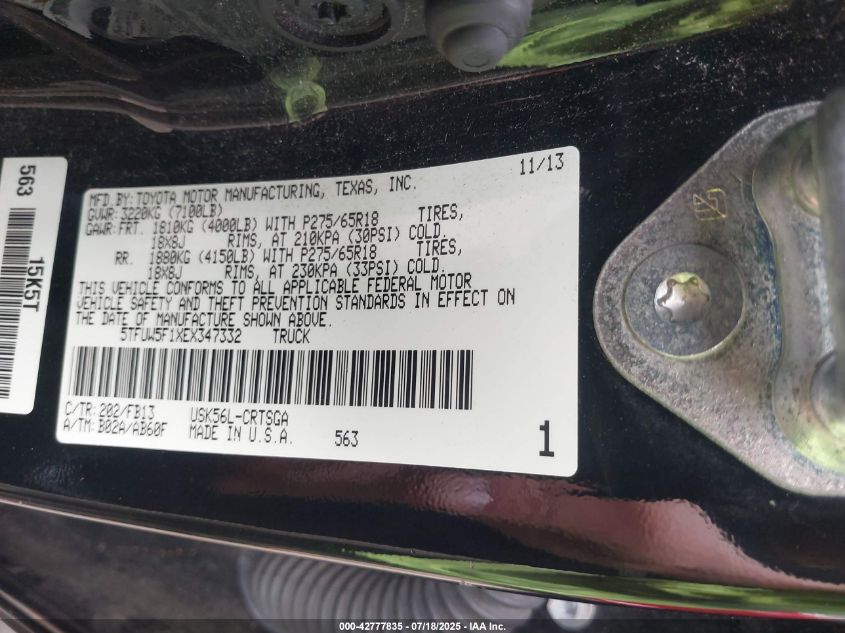 563
15K5T
11/13
MFD.BY:TOYOTA MOTOR MANUFACTURING, TEXAS, INC.
GVWR: 3220KG (7100LB)
GAWR: FRT. 1810KG (4000LB) WITH P275/65R18 TIRES,
18X8J RIMS, AT 210KPA (30PSI) COLD.
RR. 1880KG (4150LB) WITH P275/65R18 TIRES,
18X8J RIMS, AT 230KPA (33PSI) COLD.
THIS VEHICLE CONFORMS TO ALL APPLICABLE FEDERAL MOTOR
VEHICLE SAFETY AND THEFT PREVENTION STANDARDS IN EFFECT ON
THE DATE OF MANUFACTURE SHOWN ABOVE.
5TFUW5F1XEX347332 TRUCK
C/TR: 202/FB13 USK56L-CRTSGA
A/TM: B02A/AB60F MADE IN U.S.A. 563 1
000-42777835 - 07/18/2025 - IAA Inc.